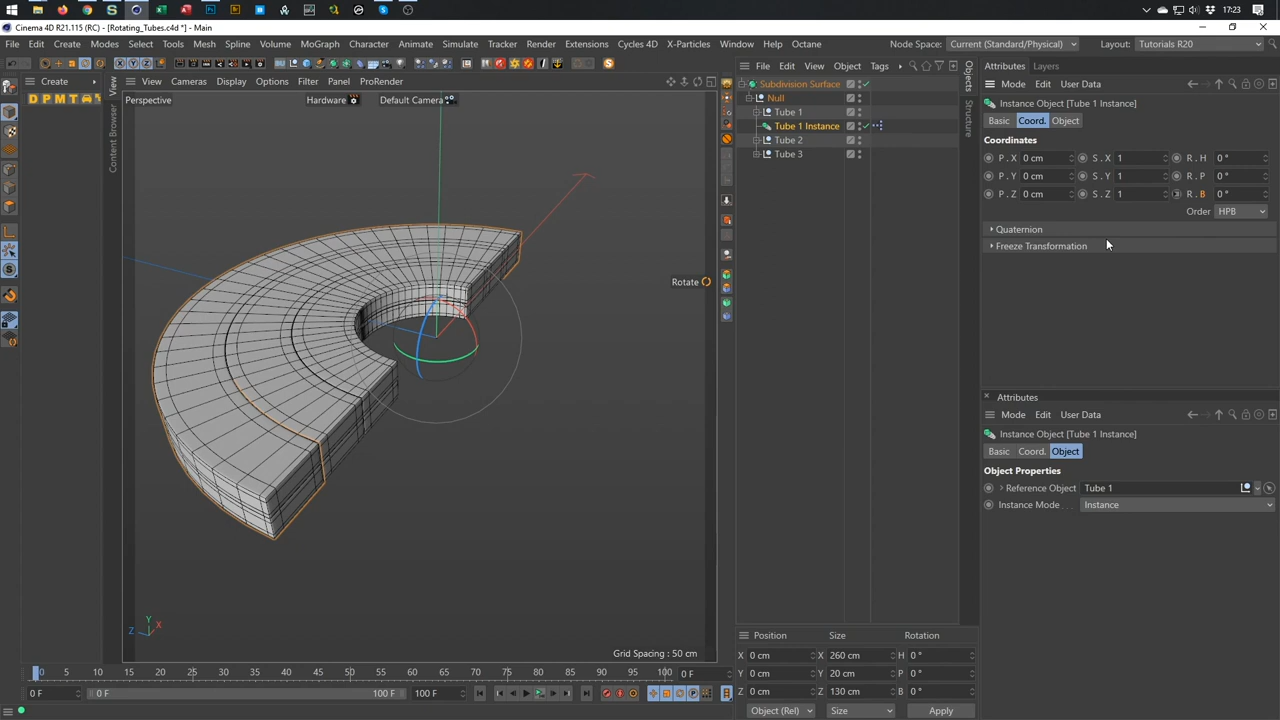 17:23
Cinema 4D R21.115 (RC) - [Rotating_Tubes.c4d *] - Main
File Edit Create Modes Select Tools Mesh Spline Volume MoGraph Character Animate Simulate Tracker Render Extensions Cycles 4D X-Particles Window Help Octane
Node Space: Current (Standard/Physical) Layout: Tutorials R20
Create
D P M T
View
Content Browser
View Cameras Display Options Filter Panel ProRender
Perspective Hardware Default Camera
Rotate
Y
X
Z
Grid Spacing : 50 cm
File Edit View Object Tags
Objects
Structure
Subdivision Surface
Null
Tube 1
Tube 1 Instance
Tube 2
Tube 3
Attributes Layers
Mode Edit User Data
Instance Object [Tube 1 Instance]
Basic Coord. Object
Coordinates
P . X 0 cm S . X 1 R . H 0 °
P . Y 0 cm S . Y 1 R . P 0 °
P . Z 0 cm S . Z 1 R . B 0 °
Order HPB
Quaternion
Freeze Transformation
Attributes
Mode Edit User Data
Instance Object [Tube 1 Instance]
Basic Coord. Object
Object Properties
Reference Object Tube 1
Instance Mode . . . . Instance
Position Size Rotation
X 0 cm X 260 cm H 0 °
Y 0 cm Y 20 cm P 0 °
Z 0 cm Z 130 cm B 0 °
Object (Rel) Size Apply
0 5 10 15 20 25 30 35 40 45 50 55 60 65 70 75 80 85 90 95 100 0 F
0 F 0 F 100 F 100 F